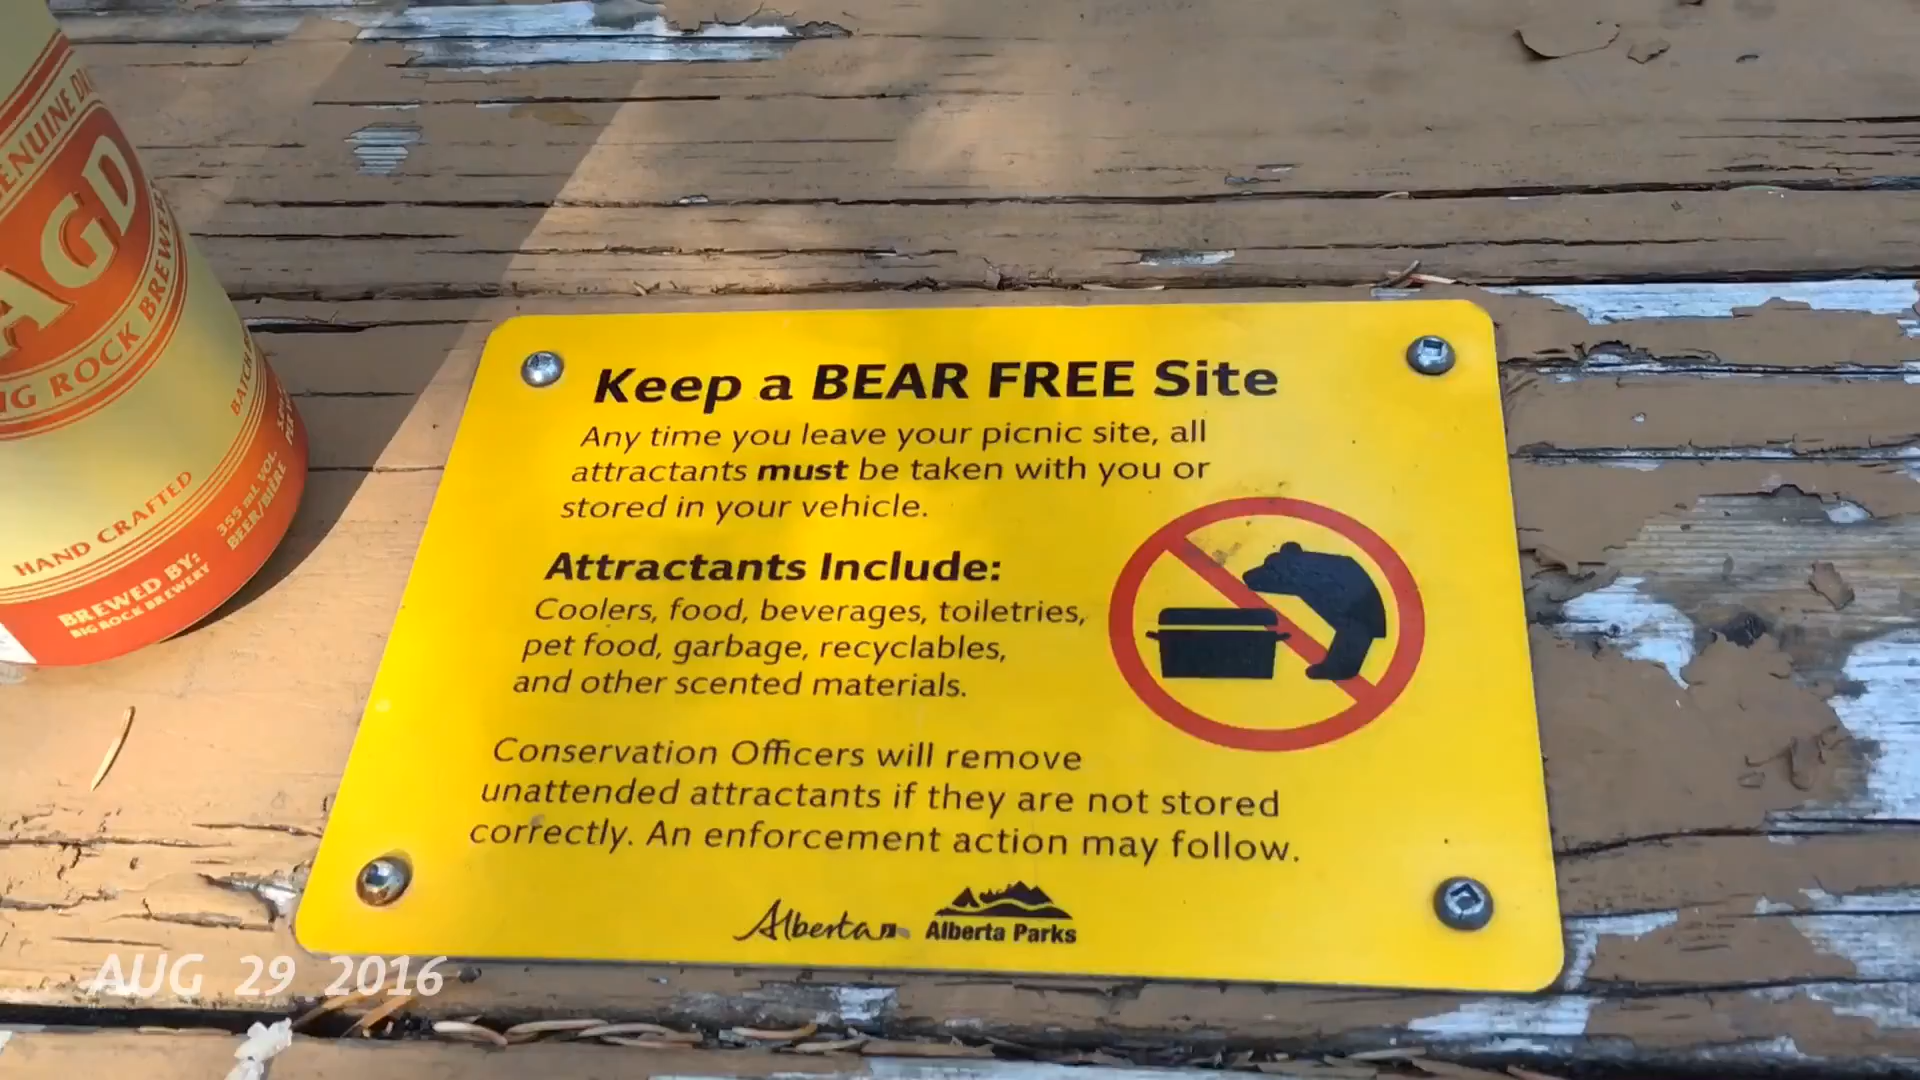 GENUINE
AGD
ROCK BREWERY
BATCH
HAND CRAFTED
355 mL VOL.
BEER/BIÈRE
BREWED BY:
BIG ROCK BREWERY
Keep a BEAR FREE Site
Any time you leave your picnic site, all
attractants must be taken with you or
stored in your vehicle.
Attractants Include:
Coolers, food, beverages, toiletries,
pet food, garbage, recyclables,
and other scented materials.
Conservation Officers will remove
unattended attractants if they are not stored
correctly. An enforcement action may follow.
Alberta
Alberta Parks
AUG 29 2016